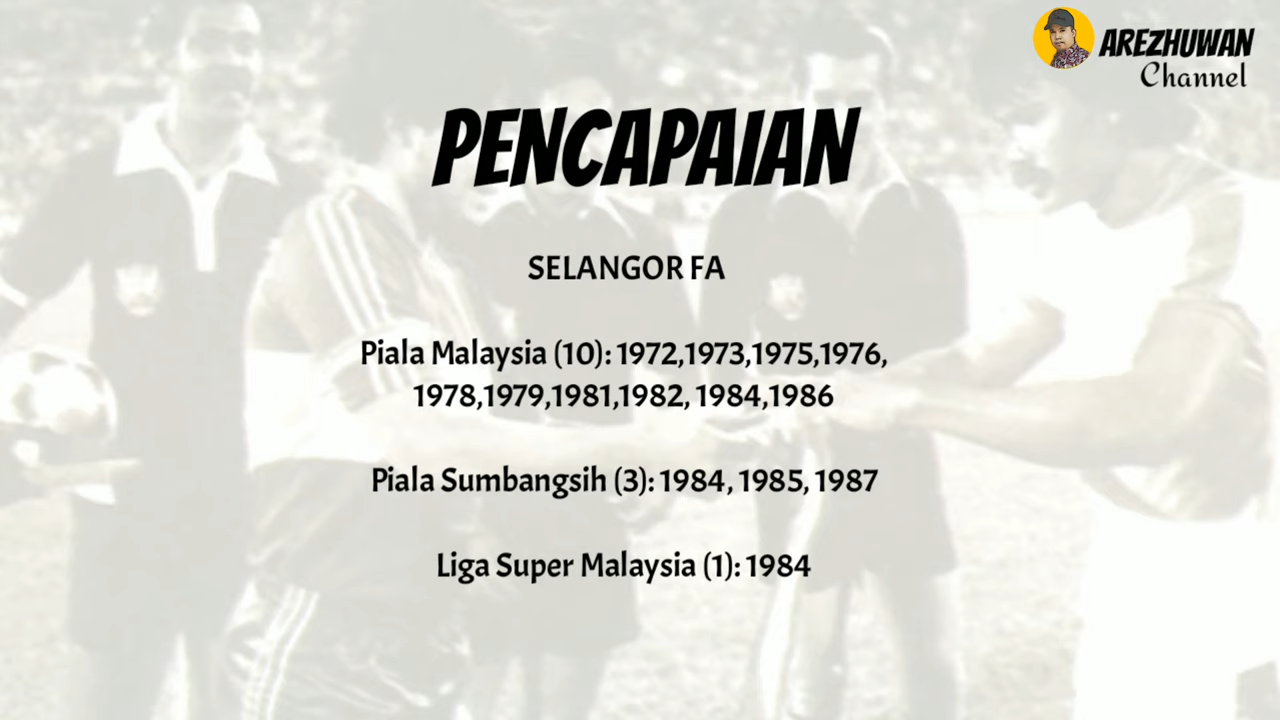 AREZHUWAN
Channel
PENCAPAIAN
SELANGOR FA
Piala Malaysia (10): 1972,1973,1975,1976,
1978,1979,1981,1982, 1984,1986
Piala Sumbangsih (3): 1984, 1985, 1987
Liga Super Malaysia (1): 1984